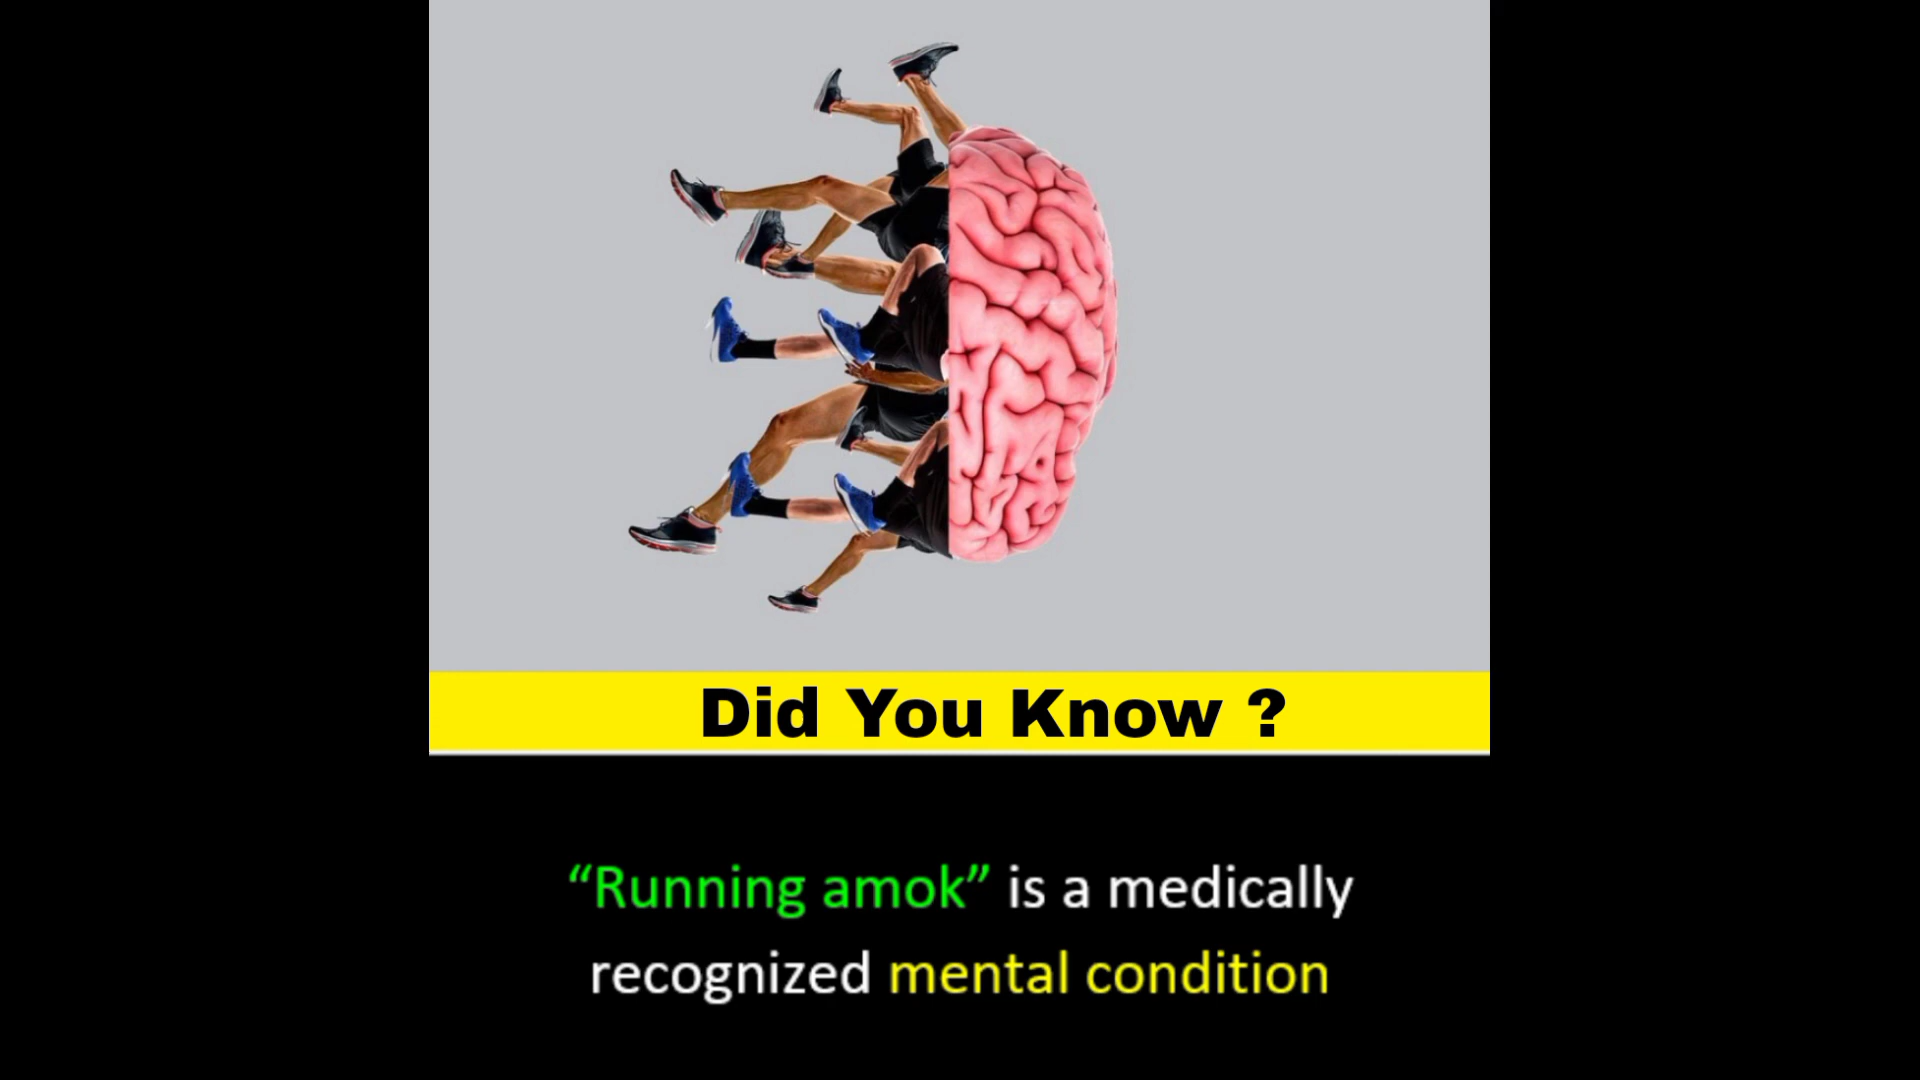 Did You Know ?
“Running amok” is a medically
recognized mental condition